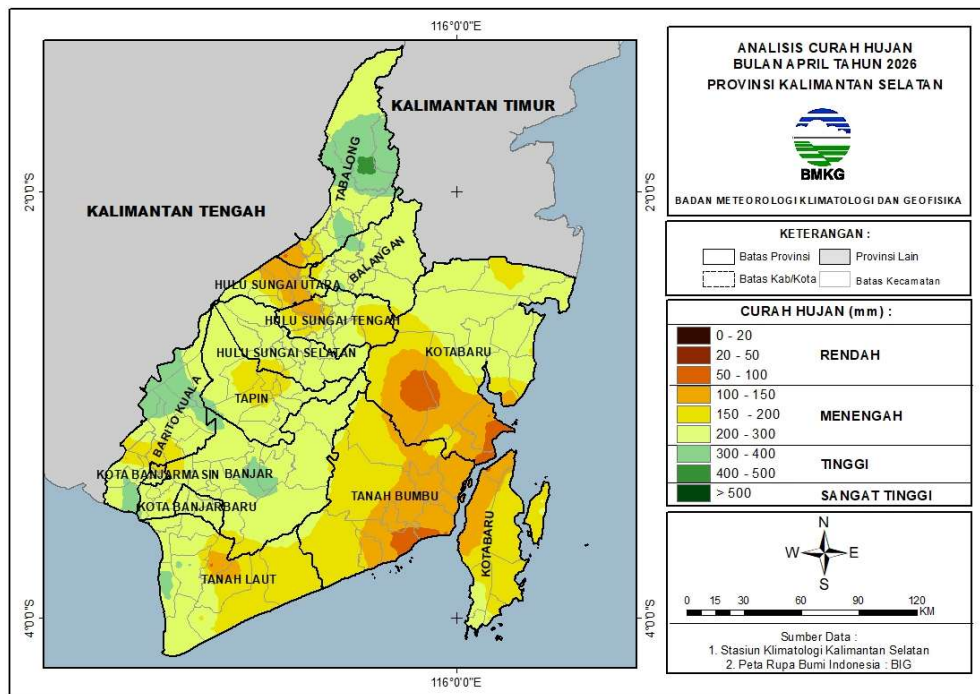 116°0'0"E
KALIMANTAN TIMUR
KALIMANTAN TENGAH
TABALONG
BALANGAN
HULU SUNGAI UTARA
HULU SUNGAI TENGAH
HULU SUNGAI SELATAN
KOTABARU
TAPIN
BARITO KUALA
KOTA BANJARMASIN
BANJAR
KOTA BANJARBARU
TANAH BUMBU
TANAH LAUT
KOTABARU
2°0'0"S
2°0'0"S
4°0'0"S
4°0'0"S
116°0'0"E
ANALISIS CURAH HUJAN
BULAN APRIL TAHUN 2026
PROVINSI KALIMANTAN SELATAN
BMKG
BADAN METEOROLOGI KLIMATOLOGI DAN GEOFISIKA
KETERANGAN :
Batas Provinsi Provinsi Lain
Batas Kab/Kota Batas Kecamatan
CURAH HUJAN (mm) :
0 - 20
20 - 50 RENDAH
50 - 100
100 - 150
150 - 200 MENENGAH
200 - 300
300 - 400 TINGGI
400 - 500
> 500 SANGAT TINGGI
N
W E
S
0 15 30 60 90 120
KM
Sumber Data :
1. Stasiun Klimatologi Kalimantan Selatan
2. Peta Rupa Bumi Indonesia : BIG